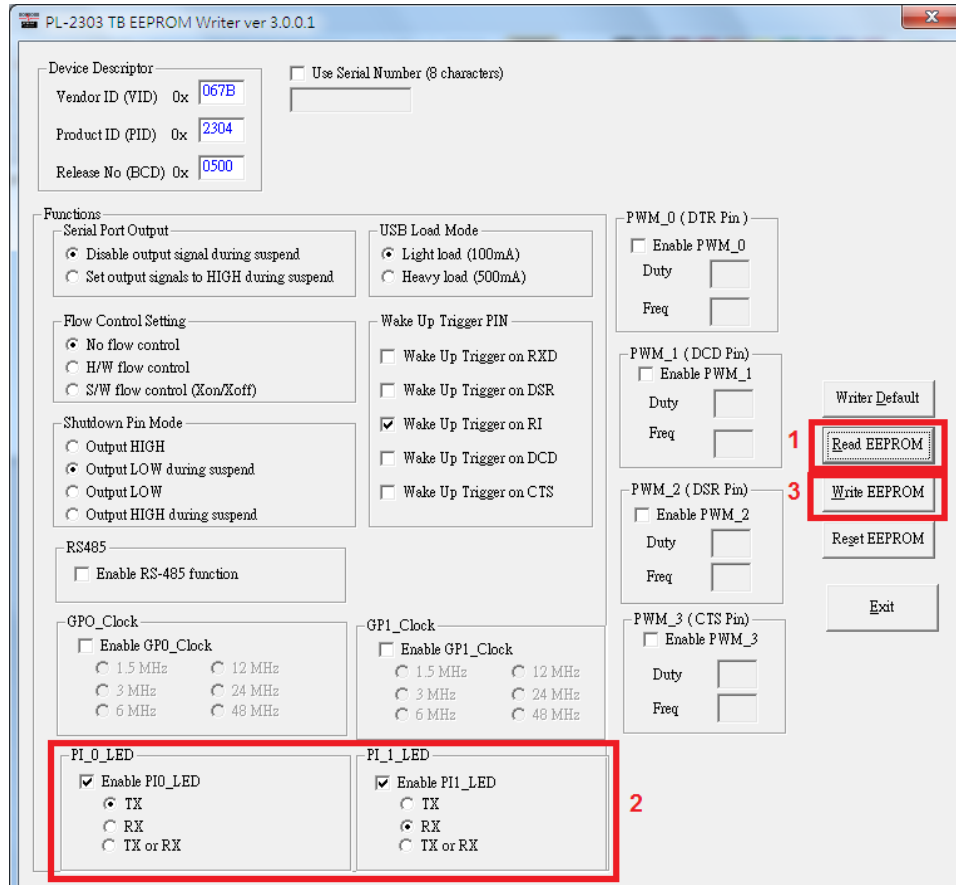 PL-2303 TB EEPROM Writer ver 3.0.0.1
Device Descriptor
Vendor ID (VID) 0x 067B
Product ID (PID) 0x 2304
Release No (BCD) 0x 0500
Use Serial Number (8 characters)
Functions
Serial Port Output
Disable output signal during suspend
Set output signals to HIGH during suspend
USB Load Mode
Light load (100mA)
Heavy load (500mA)
Flow Control Setting
No flow control
H/W flow control
S/W flow control (Xon/Xoff)
Wake Up Trigger PIN
Wake Up Trigger on RXD
Wake Up Trigger on DSR
Wake Up Trigger on RI
Wake Up Trigger on DCD
Wake Up Trigger on CTS
Shutdown Pin Mode
Output HIGH
Output LOW during suspend
Output LOW
Output HIGH during suspend
RS485
Enable RS-485 function
GP0_Clock
Enable GP0_Clock
1.5 MHz 12 MHz
3 MHz 24 MHz
6 MHz 48 MHz
GP1_Clock
Enable GP1_Clock
1.5 MHz 12 MHz
3 MHz 24 MHz
6 MHz 48 MHz
PI_0_LED
Enable PI0_LED
TX
RX
TX or RX
PI_1_LED
Enable PI1_LED
TX
RX
TX or RX
2
PWM_0 ( DTR Pin )
Enable PWM_0
Duty
Freq
PWM_1 ( DCD Pin)
Enable PWM_1
Duty
Freq
PWM_2 ( DSR Pin)
Enable PWM_2
Duty
Freq
PWM_3 ( CTS Pin)
Enable PWM_3
Duty
Freq
Writer Default
1
Read EEPROM
3
Write EEPROM
Reset EEPROM
Exit